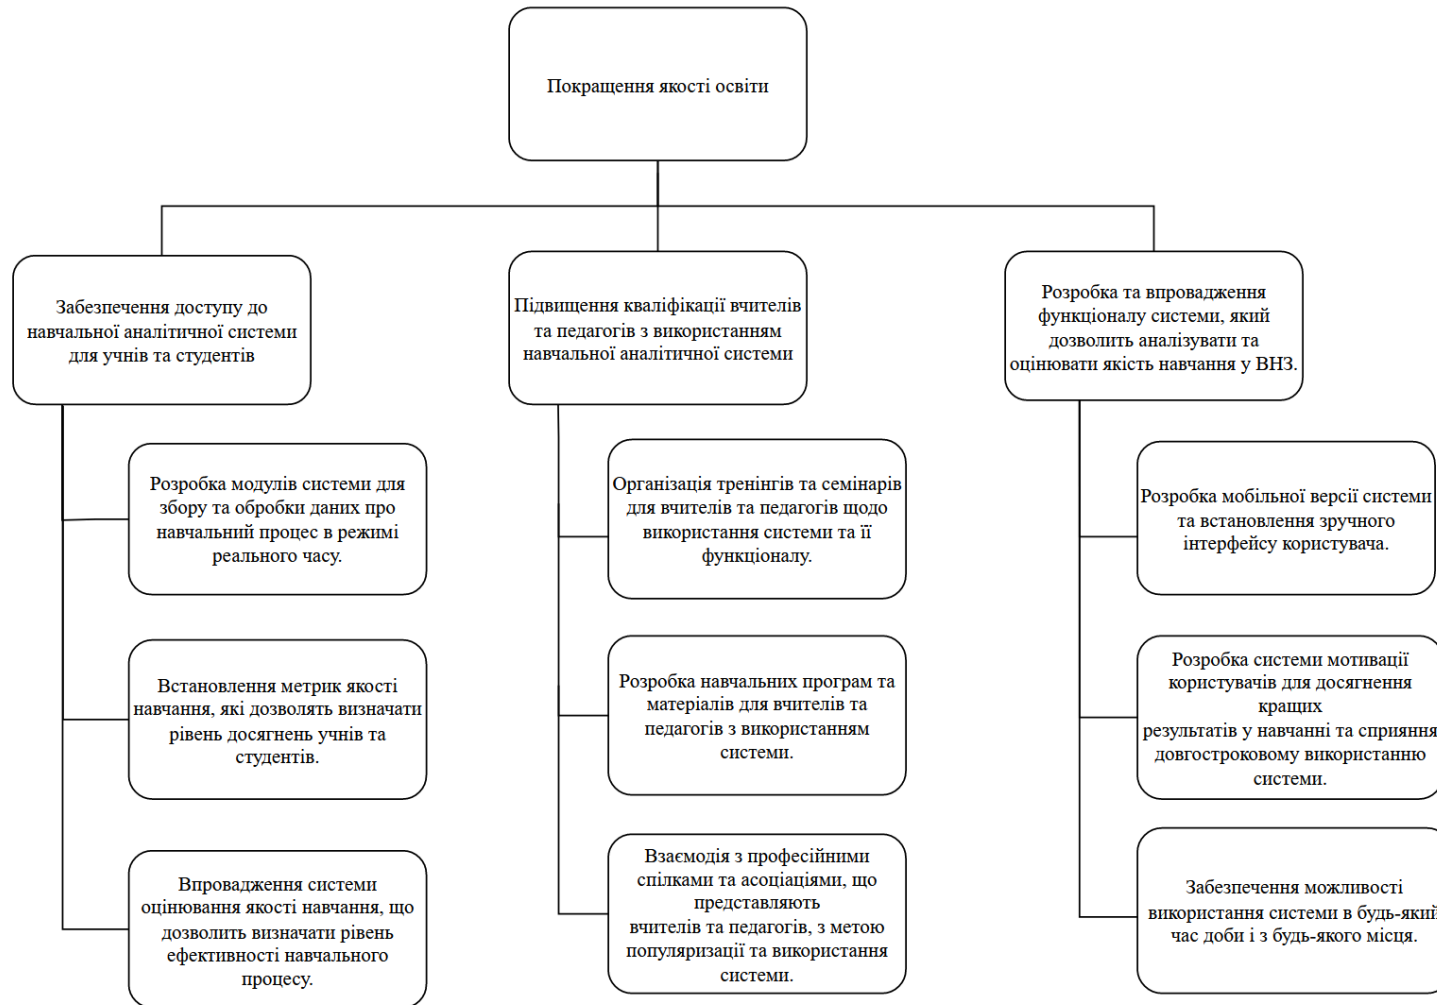 Покращення якості освіти
Забезпечення доступу до
навчальної аналітичної системи
для учнів та студентів
Розробка модулів системи для
збору та обробки даних про
навчальний процес в режимі
реального часу.
Встановлення метрик якості
навчання, які дозволять визначати
рівень досягнень учнів та
студентів.
Впровадження системи
оцінювання якості навчання, що
дозволить визначати рівень
ефективності навчального
процесу.
Підвищення кваліфікації вчителів
та педагогів з використанням
навчальної аналітичної системи
Організація тренінгів та семінарів
для вчителів та педагогів щодо
використання системи та її
функціоналу.
Розробка навчальних програм та
матеріалів для вчителів та
педагогів з використанням
системи.
Взаємодія з професійними
спілками та асоціаціями, що
представляють
вчителів та педагогів, з метою
популяризації та використання
системи.
Розробка та впровадження
функціоналу системи, який
дозволить аналізувати та
оцінювати якість навчання у ВНЗ.
Розробка мобільної версії системи
та встановлення зручного
інтерфейсу користувача.
Розробка системи мотивації
користувачів для досягнен
кращих
результатів у навчанні та сприяння
довгостроковому використанню
системи.
Забезпечення можливості
використання системи в будь-який
час доби і з будь-якого місця.